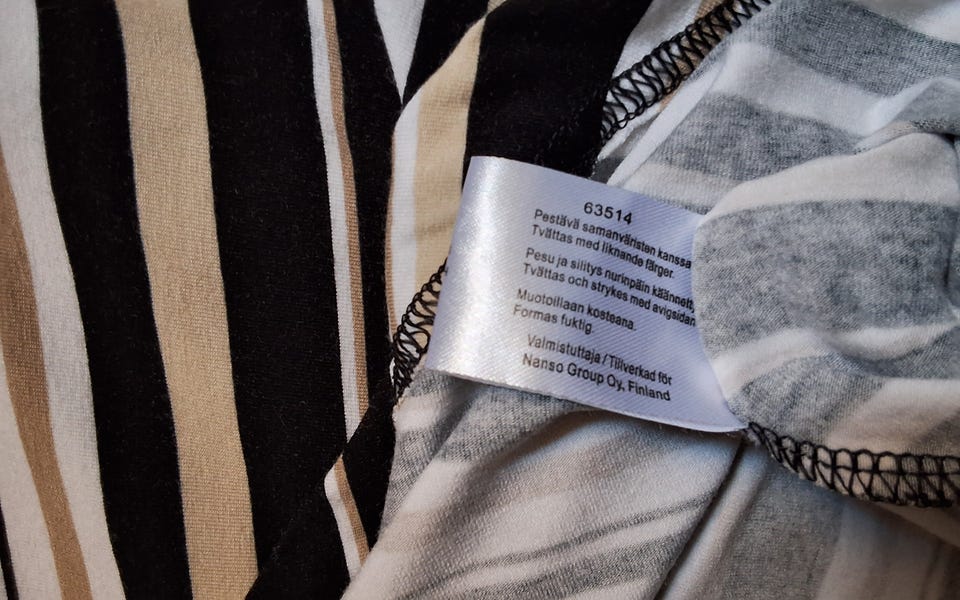 63514
Pestävä samanväristen kanssa
Tvättas med liknande färger.
Pesu ja silitys nurinpäin käännett
Tvättas och strykes med avigsidan
Muotoillaan kosteana.
Formas fuktig.
Valmistuttaja / Tillverkad för
Nanso Group Oy, Finland